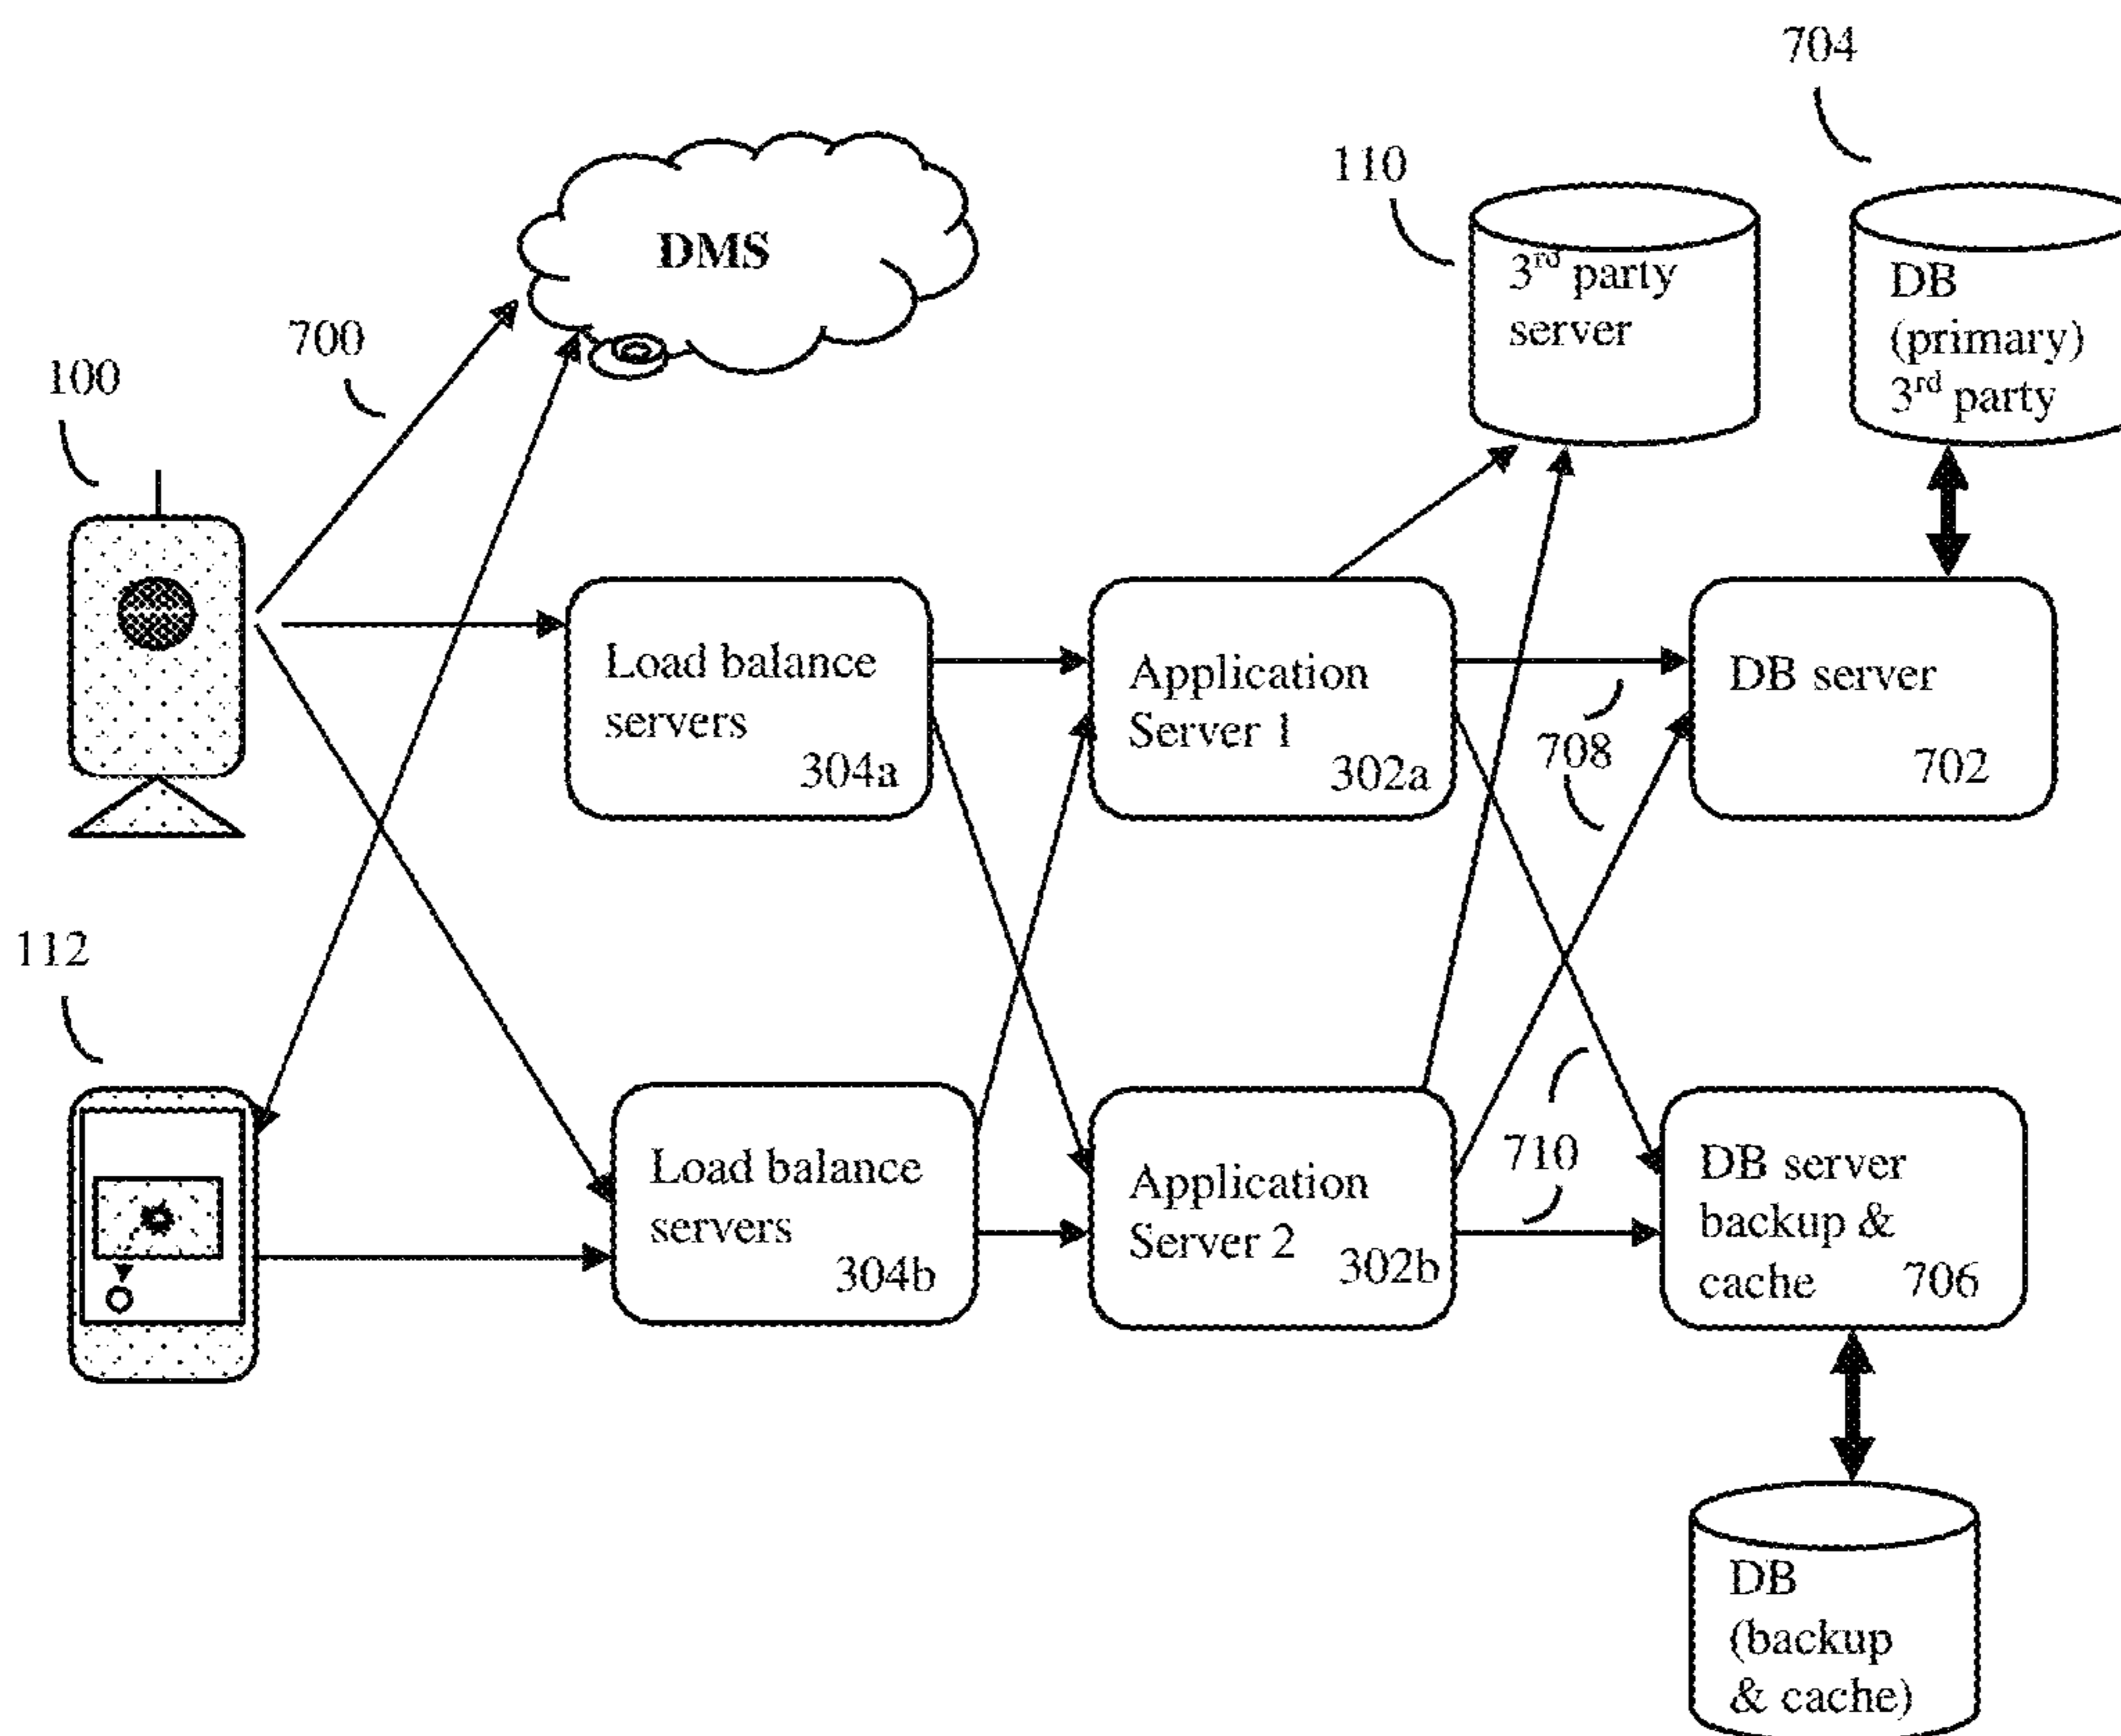 704
110
DMS
3rd party
server
DB
(primary)
3rd party
700
100
Load balance
servers
304a
Application
Server 1
302a
708
DB server
702
112
Load balance
servers
304b
Application
Server 2
302b
710
DB server
backup &
cache
706
DB
(backup
& cache)